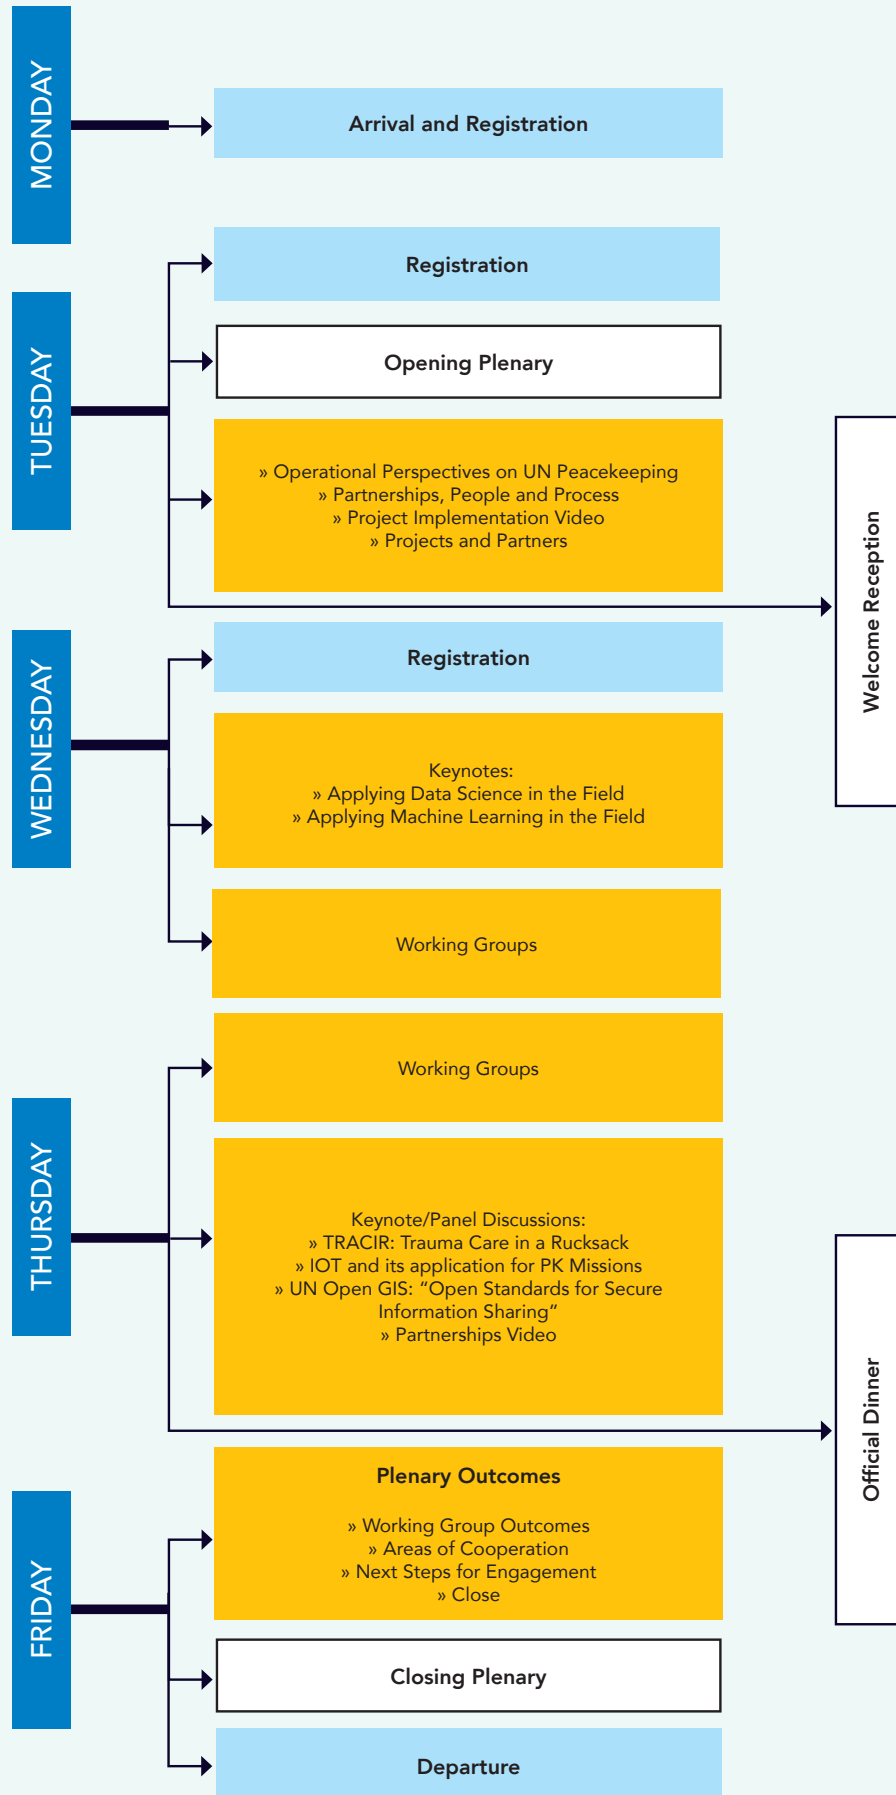 MONDAY
Arrival and Registration
TUESDAY
Registration
Opening Plenary
» Operational Perspectives on UN Peacekeeping
» Partnerships, People and Process
» Project Implementation Video
» Projects and Partners
Welcome Reception
WEDNESDAY
Registration
Keynotes:
» Applying Data Science in the Field
» Applying Machine Learning in the Field
Working Groups
THURSDAY
Working Groups
Keynote/Panel Discussions:
» TRACIR: Trauma Care in a Rucksack
» IOT and its application for PK Missions
» UN Open GIS: “Open Standards for Secure
Information Sharing”
» Partnerships Video
Official Dinner
FRIDAY
Plenary Outcomes
» Working Group Outcomes
» Areas of Cooperation
» Next Steps for Engagement
» Close
Closing Plenary
Departure